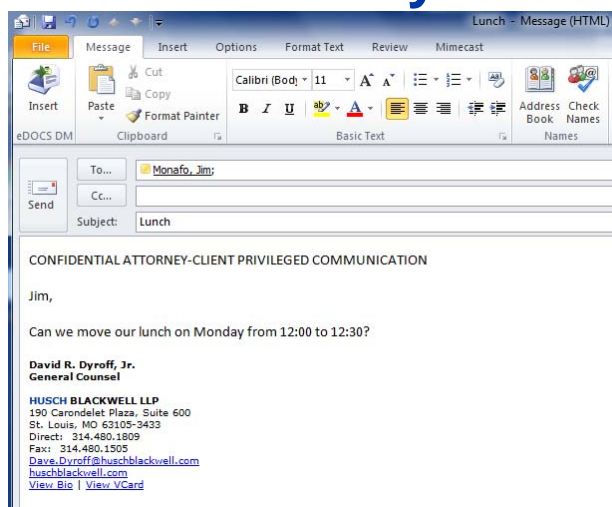 Lunch - Message (HTML)
File Message Insert Options Format Text Review Mimecast
Insert
eDOCS DM
Paste
Cut
Copy
Format Painter
Clipboard
Calibri (Body 11
B I U
Basic Text
Address Book
Check Names
Names
Send
To... Monafo, Jim;
Cc...
Subject: Lunch
CONFIDENTIAL ATTORNEY-CLIENT PRIVILEGED COMMUNICATION
Jim,
Can we move our lunch on Monday from 12:00 to 12:30?
David R. Dyroff, Jr.
General Counsel
HUSCH BLACKWELL LLP
190 Carondelet Plaza, Suite 600
St. Louis, MO 63105-3433
Direct: 314.480.1809
Fax: 314.480.1505
Dave.Dyroff@huschblackwell.com
huschblackwell.com
View Bio | View VCard